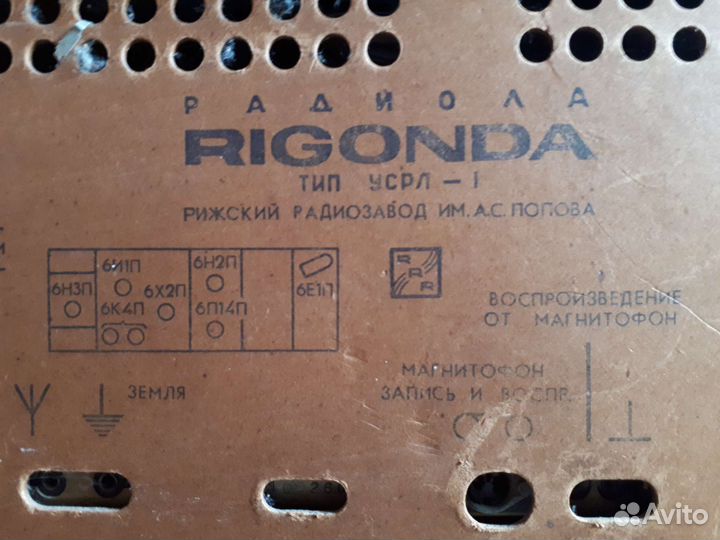 РАДИОЛА
RIGONDA
ТИП УСРЛ-1
РИЖСКИЙ РАДИОЗАВОД ИМ. А.С. ПОПОВА
Й
6И1П 6Н2П
6Н3П 6Х2П 6Е1П
6К4П 6П14П
RRR
ВОСПРОИЗВЕДЕНИЕ
ОТ МАГНИТОФОН
МАГНИТОФОН
ЗАПИСЬ И ВОСПР.
ЗЕМЛЯ
Avito